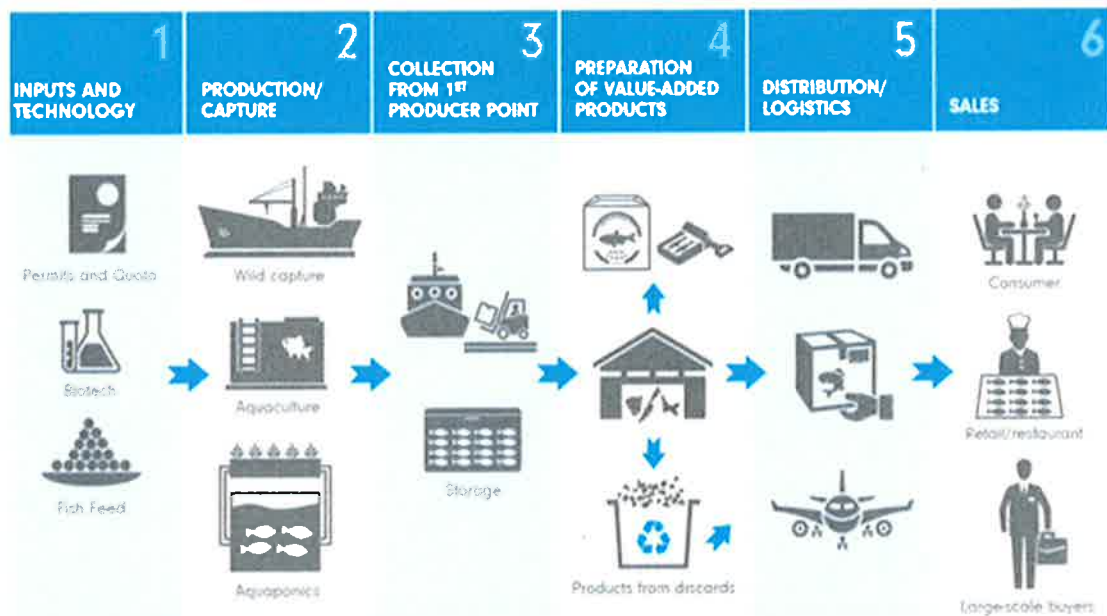 1
INPUTS AND
TECHNOLOGY
2
PRODUCTION/
CAPTURE
3
COLLECTION
FROM 1ST
PRODUCER POINT
4
PREPARATION
OF VALUE-ADDED
PRODUCTS
5
DISTRIBUTION/
LOGISTICS
6
SALES
Permits and Quota
Biotech
Fish Feed
Wild capture
Aquaculture
Aquaponics
Storage
Products from discards
Consumer
Retail/restaurant
Large-scale buyers